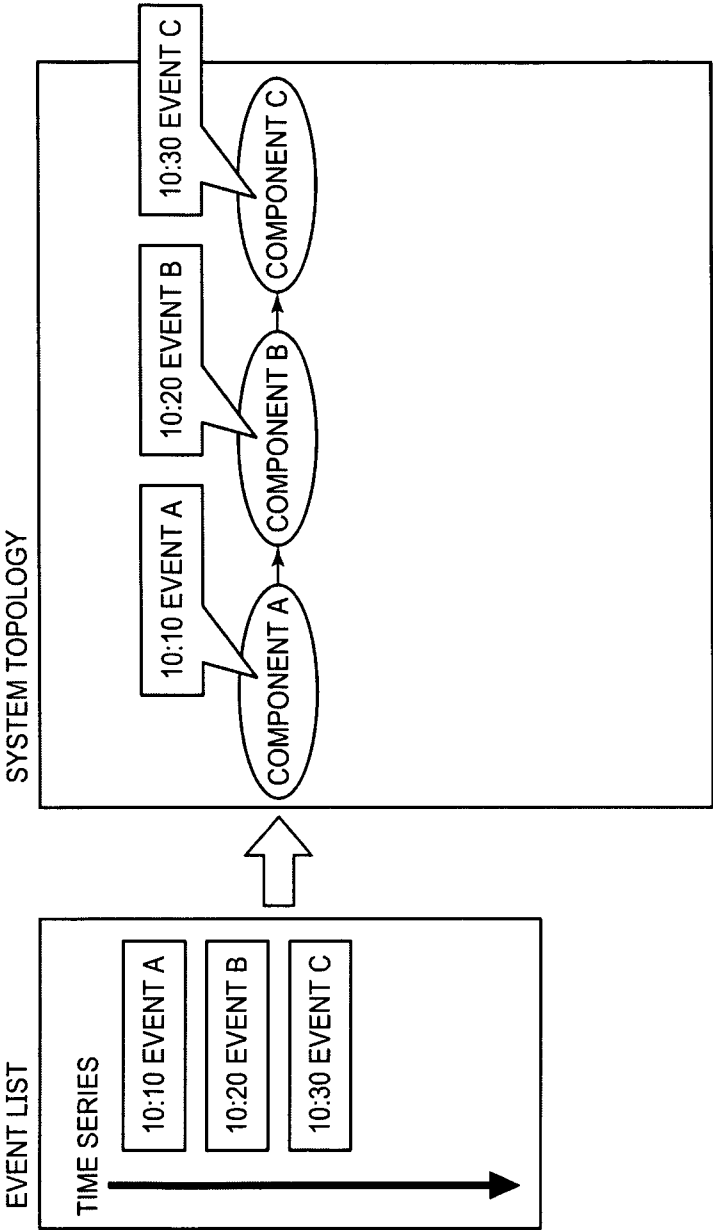 EVENT LIST
TIME SERIES
10:10 EVENT A
10:20 EVENT B
10:30 EVENT C
SYSTEM TOPOLOGY
10:10 EVENT A
10:20 EVENT B
10:30 EVENT C
COMPONENT A
COMPONENT B
COMPONENT C